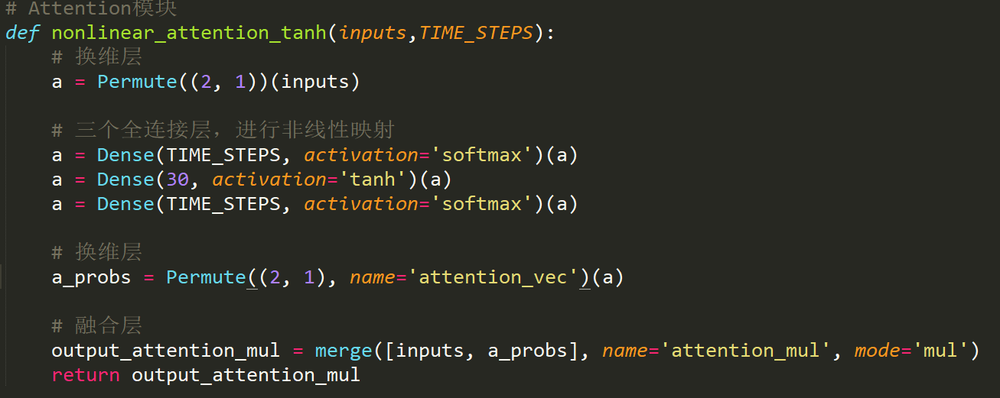 # Attention模块
def nonlinear_attention_tanh(inputs,TIME_STEPS):
    # 换维层
    a = Permute((2, 1))(inputs)
    # 三个全连接层，进行非线性映射
    a = Dense(TIME_STEPS, activation='softmax')(a)
    a = Dense(30, activation='tanh')(a)
    a = Dense(TIME_STEPS, activation='softmax')(a)
    # 换维层
    a_probs = Permute((2, 1), name='attention_vec')(a)
    # 融合层
    output_attention_mul = merge([inputs, a_probs], name='attention_mul', mode='mul')
    return output_attention_mul